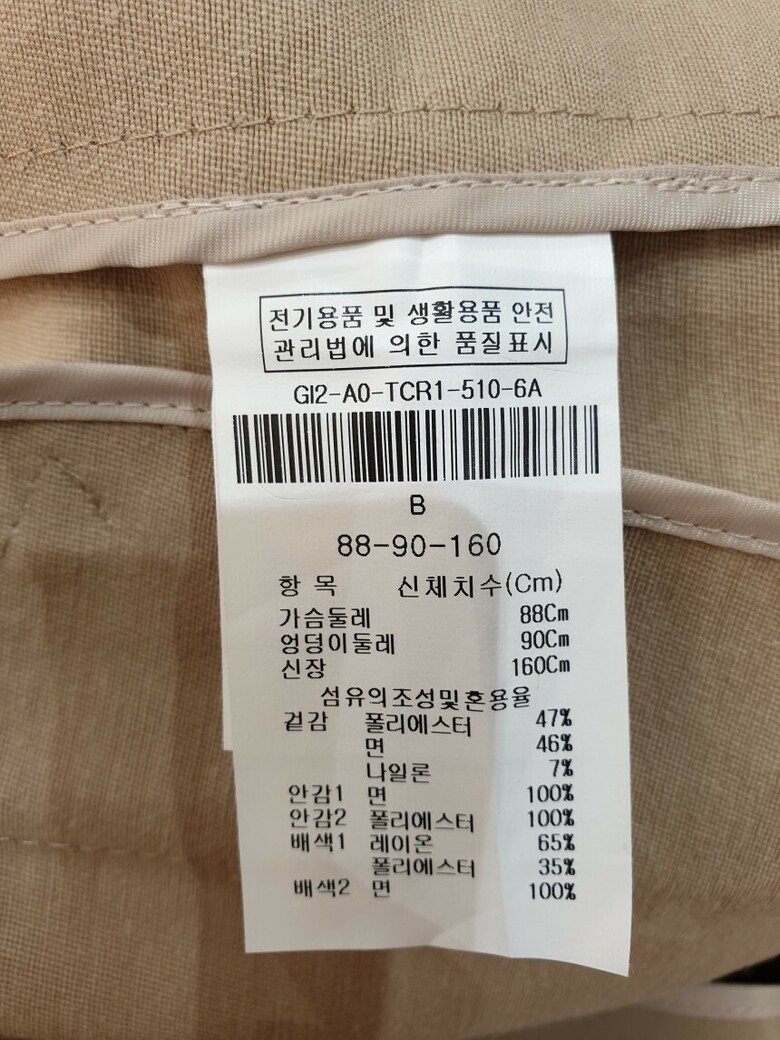 전기용품 및 생활용품 안전
관리법에 의한 품질표시
GI2-A0-TCR1-510-6A
B
88-90-160
항 목 신체치수(Cm)
가슴둘레 88Cm
엉덩이둘레 90Cm
신장 160Cm
섬유의조성및혼용율
겉감 폴리에스터 47%
면 46%
나일론 7%
안감1 면 100%
안감2 폴리에스터 100%
배색1 레이온 65%
폴리에스터 35%
배색2 면 100%